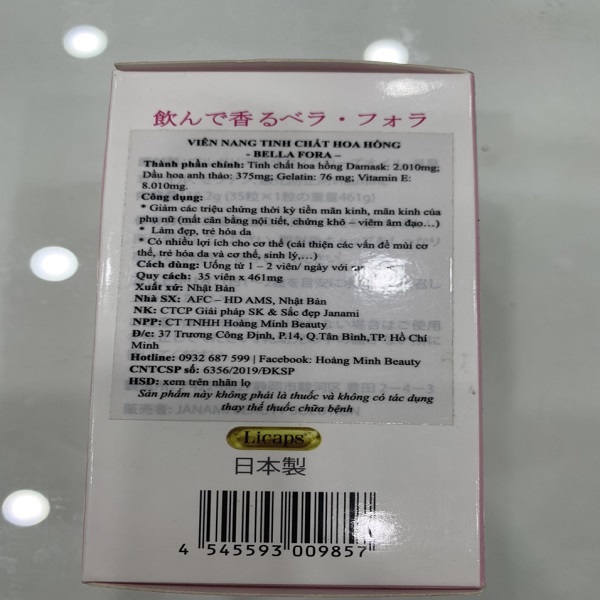 飲んで香るベラ・フォラ
VIÊN NANG TINH CHẤT HOA HỒNG
- BELLA FORA –
Thành phần chính: Tinh chất hoa hồng Damask: 2.010mg;
Dầu hoa anh thảo: 375mg; Gelatin: 76 mg; Vitamin E:
8.010mg.
Công dụng:
* Giảm các triệu chứng thời kỳ tiền mãn kinh, mãn kinh của
phụ nữ (mất cân bằng nội tiết, chứng khô – viêm âm đạo...)
* Làm đẹp, trẻ hóa da
* Có nhiều lợi ích cho cơ thể (cải thiện các vấn đề mùi cơ
thể, trẻ hóa da và cơ thể, sinh lý,...)
Cách dùng: Uống từ 1 – 2 viên/ ngày với
Quy cách: 35 viên x 461mg
Xuất xứ: Nhật Bản
Nhà SX: AFC – HD AMS, Nhật Bản
NK: CTCP Giải pháp SK & Sắc đẹp Janami
NPP: CT TNHH Hoàng Minh Beauty
Đ/c: 37 Trương Công Định, P.14, Q.Tân Bình,TP. Hồ Chí
Minh
Hotline: 0932 687 599 | Facebook: Hoàng Minh Beauty
CNTCSP số: 6356/2019/ĐKSP
HSD: xem trên nhãn lọ
Sản phẩm này không phải là thuốc và không có tác dụng
thay thế thuốc chữa bệnh
Licaps
日本製
4 545593 009857